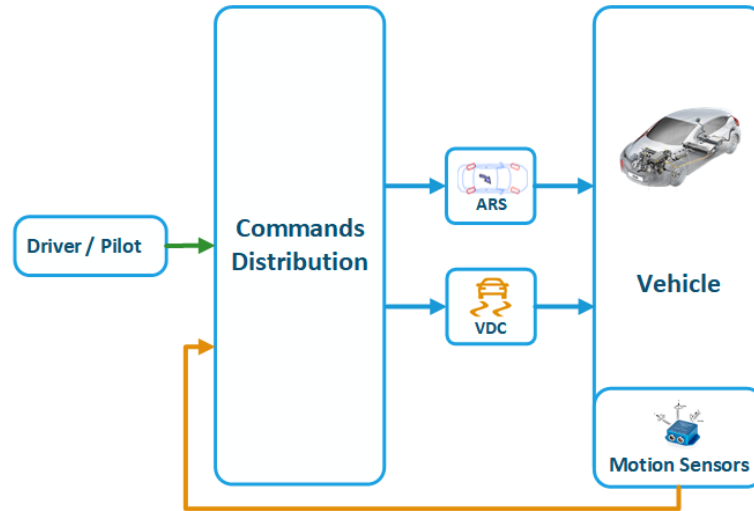 Driver / Pilot
Commands
Distribution
ARS
VDC
Vehicle
Motion Sensors